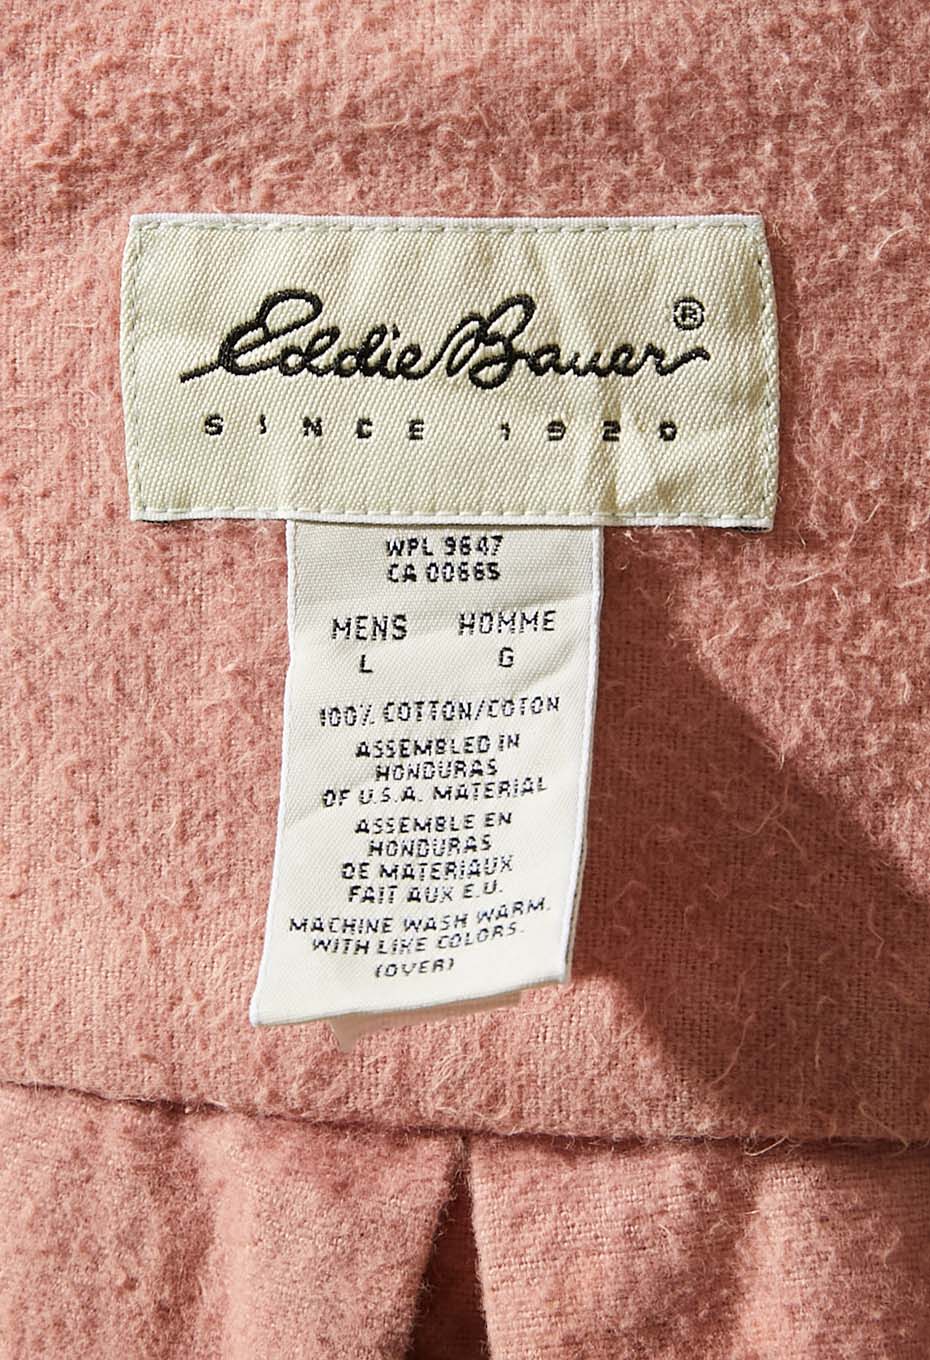 Eddie Bauer®
SINCE 1920
WPL 9647
CA 00665
MENS HOMME
L G
100% COTTON/COTON
ASSEMBLED IN
HONDURAS
OF U.S.A. MATERIAL
ASSEMBLE EN
HONDURAS
DE MATERIAUX
FAIT AUX E.U.
MACHINE WASH WARM.
WITH LIKE COLORS.
(OVER)